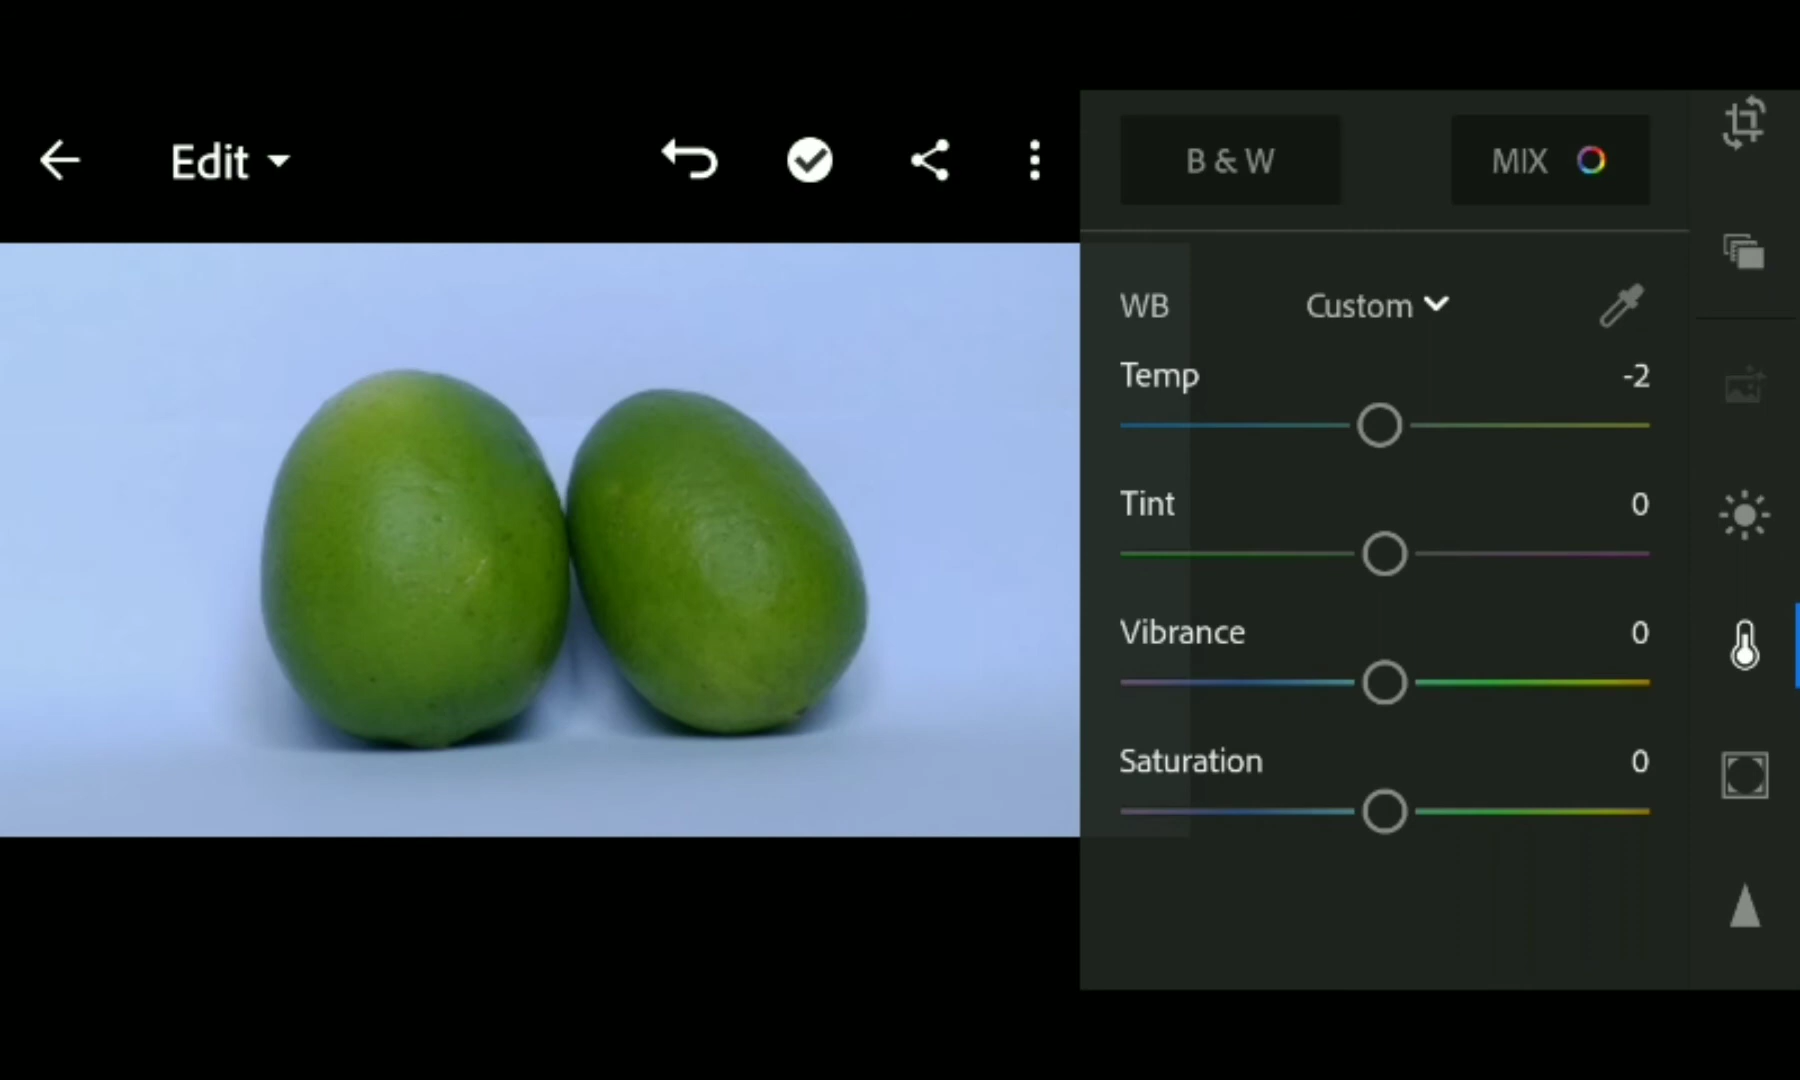 Edit
B & W
MIX
WB
Custom
Temp
-2
Tint
0
Vibrance
0
Saturation
0